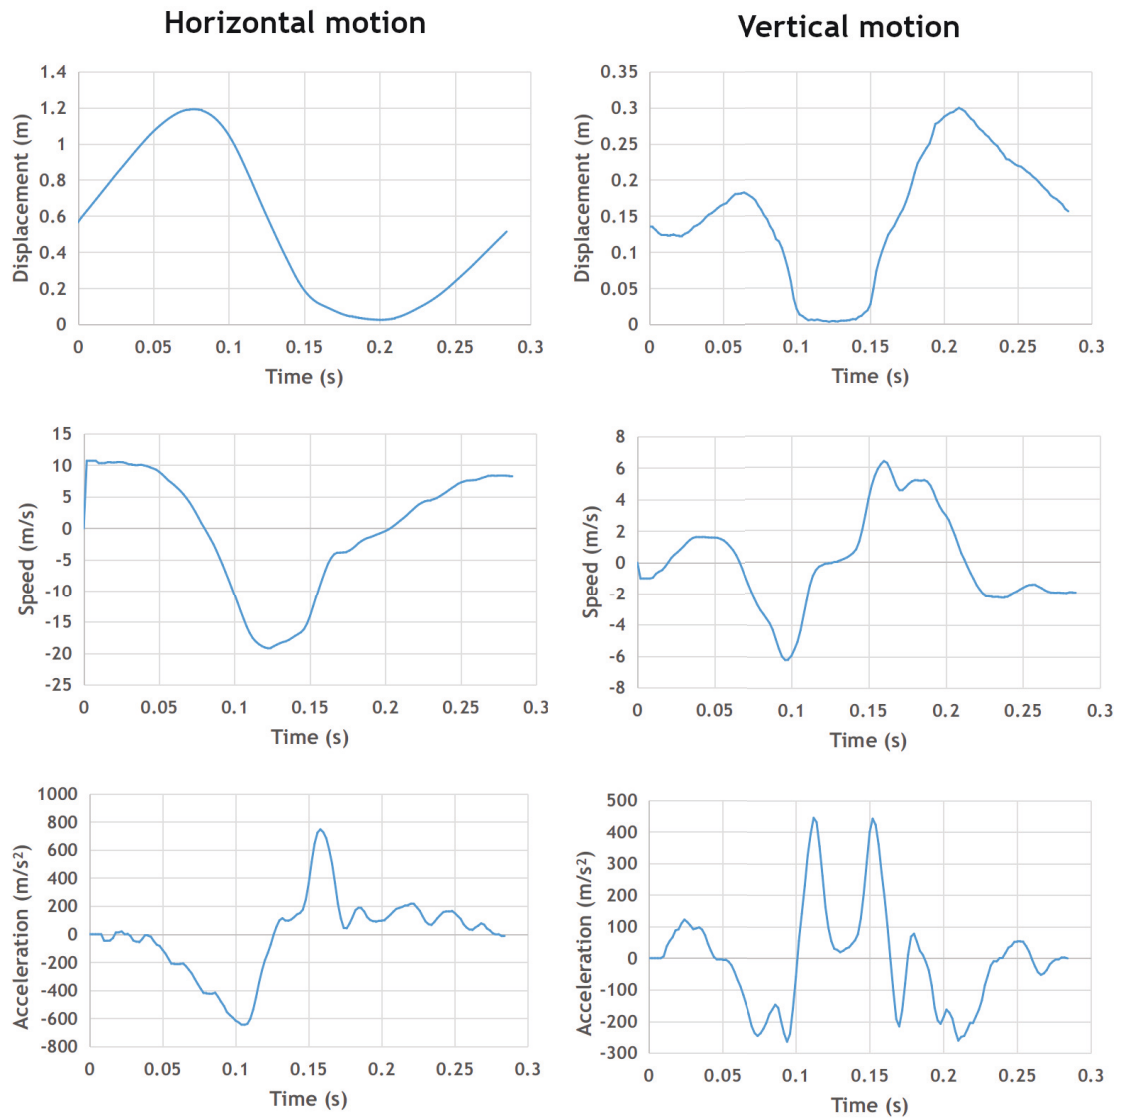 Horizontal motion
Vertical motion
Displacement (m)
1.4
1.2
1
0.8
0.6
0.4
0.2
0
0 0.05 0.1 0.15 0.2 0.25 0.3
Time (s)
Displacement (m)
0.35
0.3
0.25
0.2
0.15
0.1
0.05
0
0 0.05 0.1 0.15 0.2 0.25 0.3
Time (s)
Speed (m/s)
15
10
5
0
-5
-10
-15
-20
-25
0 0.05 0.1 0.15 0.2 0.25 0.3
Time (s)
Speed (m/s)
8
6
4
2
0
-2
-4
-6
-8
0 0.05 0.1 0.15 0.2 0.25 0.3
Time (s)
Acceleration (m/s²)
1000
800
600
400
200
0
-200
-400
-600
-800
0 0.05 0.1 0.15 0.2 0.25 0.3
Time (s)
Acceleration (m/s²)
500
400
300
200
100
0
-100
-200
-300
0 0.05 0.1 0.15 0.2 0.25 0.3
Time (s)